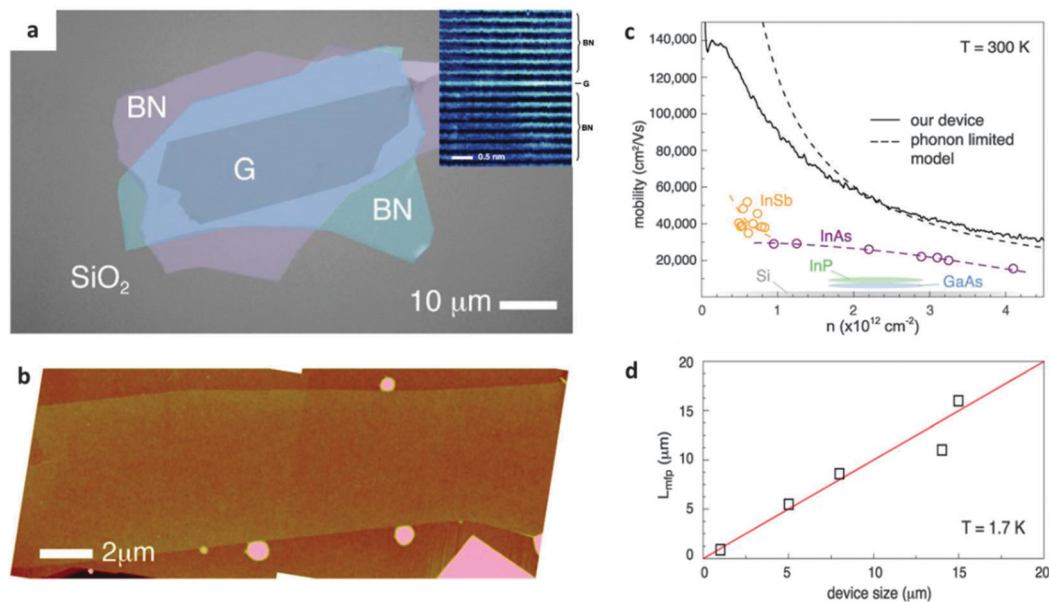 a
BN
G
BN
SiO2
10 μm
BN
G
BN
0.5 nm
b
2μm
c
T = 300 K
our device
phonon limited
model
mobility (cm²/Vs)
140,000
120,000
100,000
80,000
60,000
40,000
20,000
InSb
InAs
InP
GaAs
Si
0
1
2
3
4
n (x10¹² cm⁻²)
d
Lmfp (μm)
20
15
10
5
0
T = 1.7 K
0
5
10
15
20
device size (μm)